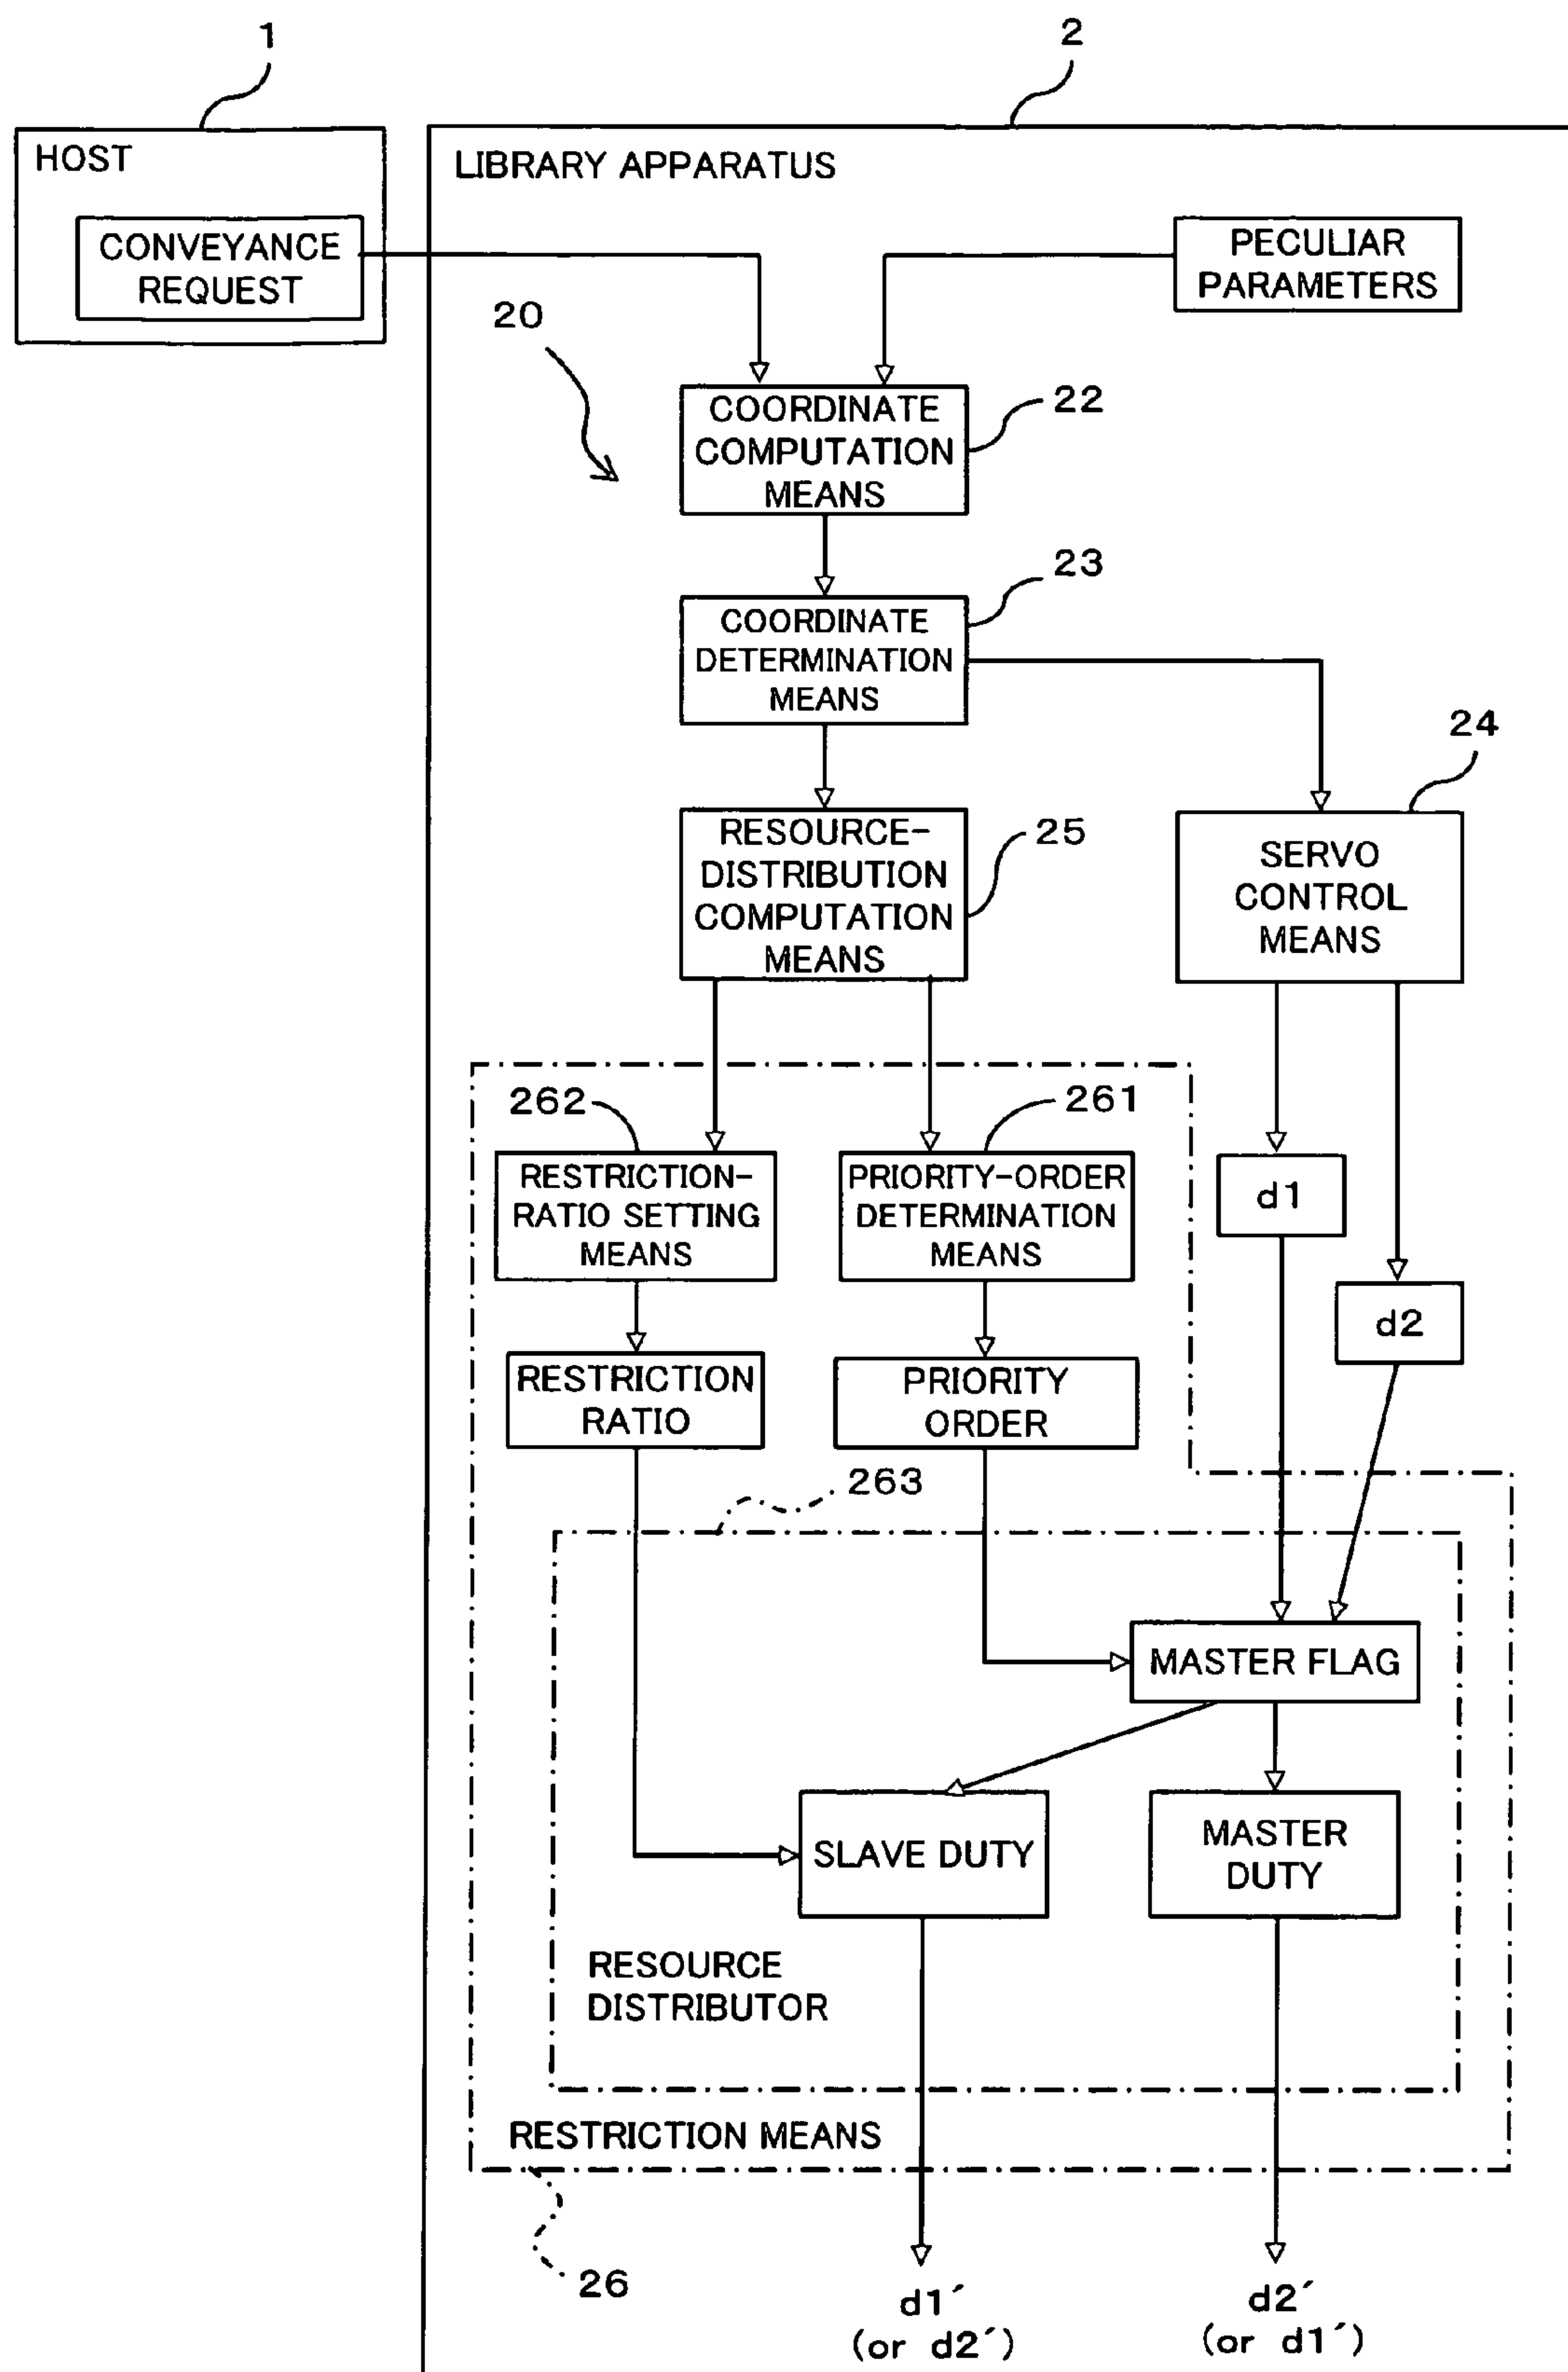 1
2
HOST
LIBRARY APPARATUS
CONVEYANCE
REQUEST
PECULIAR
PARAMETERS
20
COORDINATE
COMPUTATION
MEANS
22
COORDINATE
DETERMINATION
MEANS
23
24
RESOURCE-
DISTRIBUTION
COMPUTATION
MEANS
25
SERVO
CONTROL
MEANS
262
261
RESTRICTION-
RATIO SETTING
MEANS
PRIORITY-ORDER
DETERMINATION
MEANS
d1
d2
RESTRICTION
RATIO
PRIORITY
ORDER
263
MASTER FLAG
SLAVE DUTY
MASTER
DUTY
RESOURCE
DISTRIBUTOR
RESTRICTION MEANS
26
d1´
(or d2´)
d2´
(or d1´)